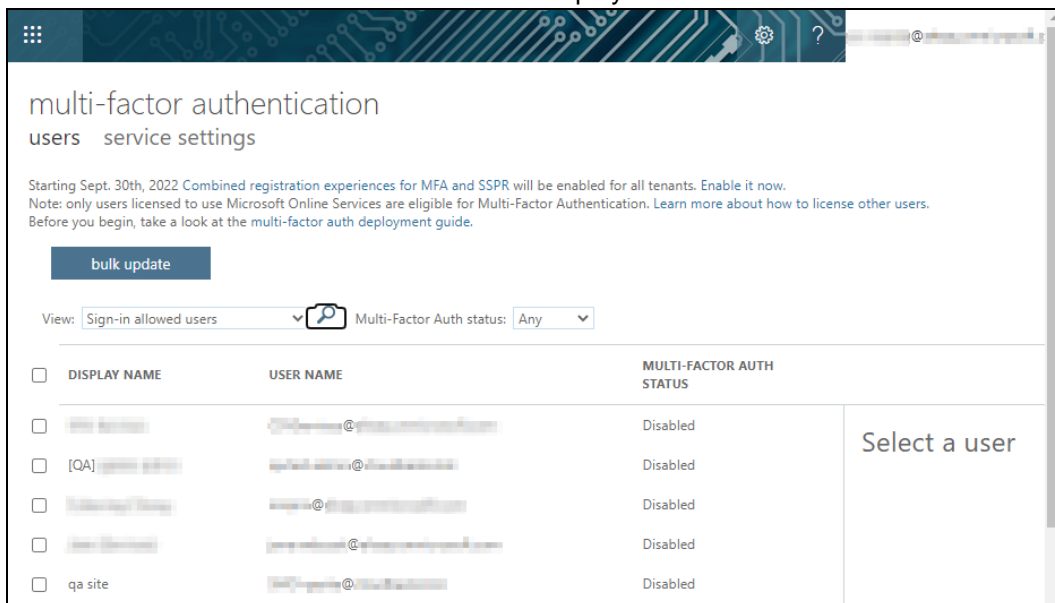 ?
@
multi-factor authentication
users service settings
Starting Sept. 30th, 2022 Combined registration experiences for MFA and SSPR will be enabled for all tenants. Enable it now.
Note: only users licensed to use Microsoft Online Services are eligible for Multi-Factor Authentication. Learn more about how to license other users.
Before you begin, take a look at the multi-factor auth deployment guide.
bulk update
View: Sign-in allowed users Multi-Factor Auth status: Any
DISPLAY NAME USER NAME MULTI-FACTOR AUTH
STATUS
@ Disabled
Select a user
[QA] @ Disabled
@ Disabled
@ Disabled
qa site @ Disabled